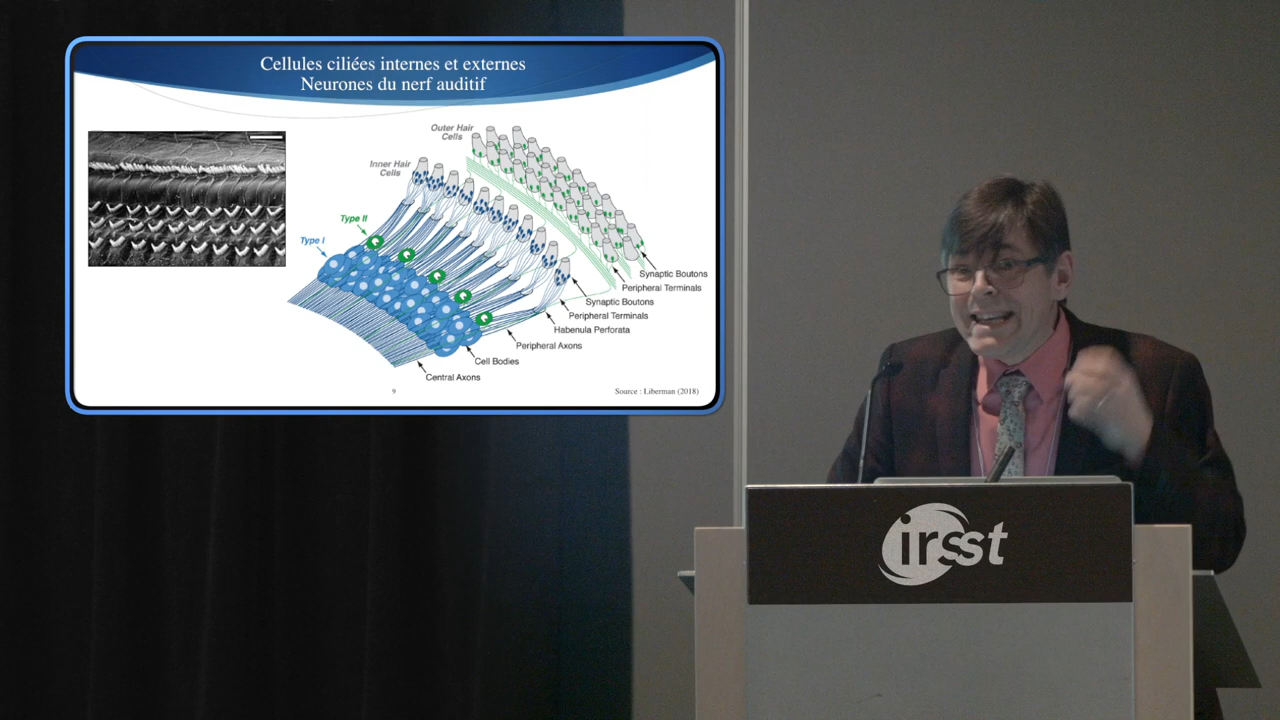 Cellules ciliées internes et externes
Neurones du nerf auditif
Outer Hair
Cells
Inner Hair
Cells
Type II
Type I
Synaptic Boutons
Peripheral Terminals
Synaptic Boutons
Peripheral Terminals
Habenula Perforata
Peripheral Axons
Cell Bodies
Central Axons
9
Source : Liberman (2018)
irsst